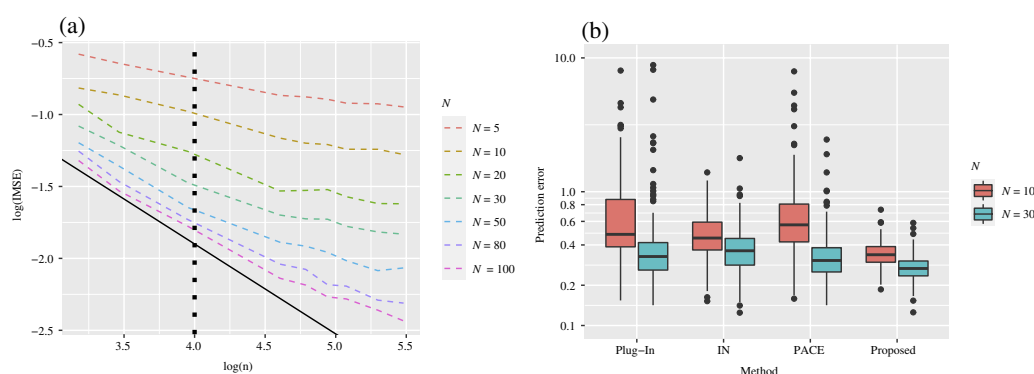 (a)
−0.5
−1.0
−1.5
−2.0
−2.5
log(IMSE)
3.5
4.0
4.5
5.0
5.5
log(n)
N
N = 5
N = 10
N = 20
N = 30
N = 50
N = 80
N = 100
(b)
10.0
1.0
0.8
0.6
0.4
0.2
0.1
Prediction error
Plug−In
IN
PACE
Proposed
Method
N
N = 10
N = 30